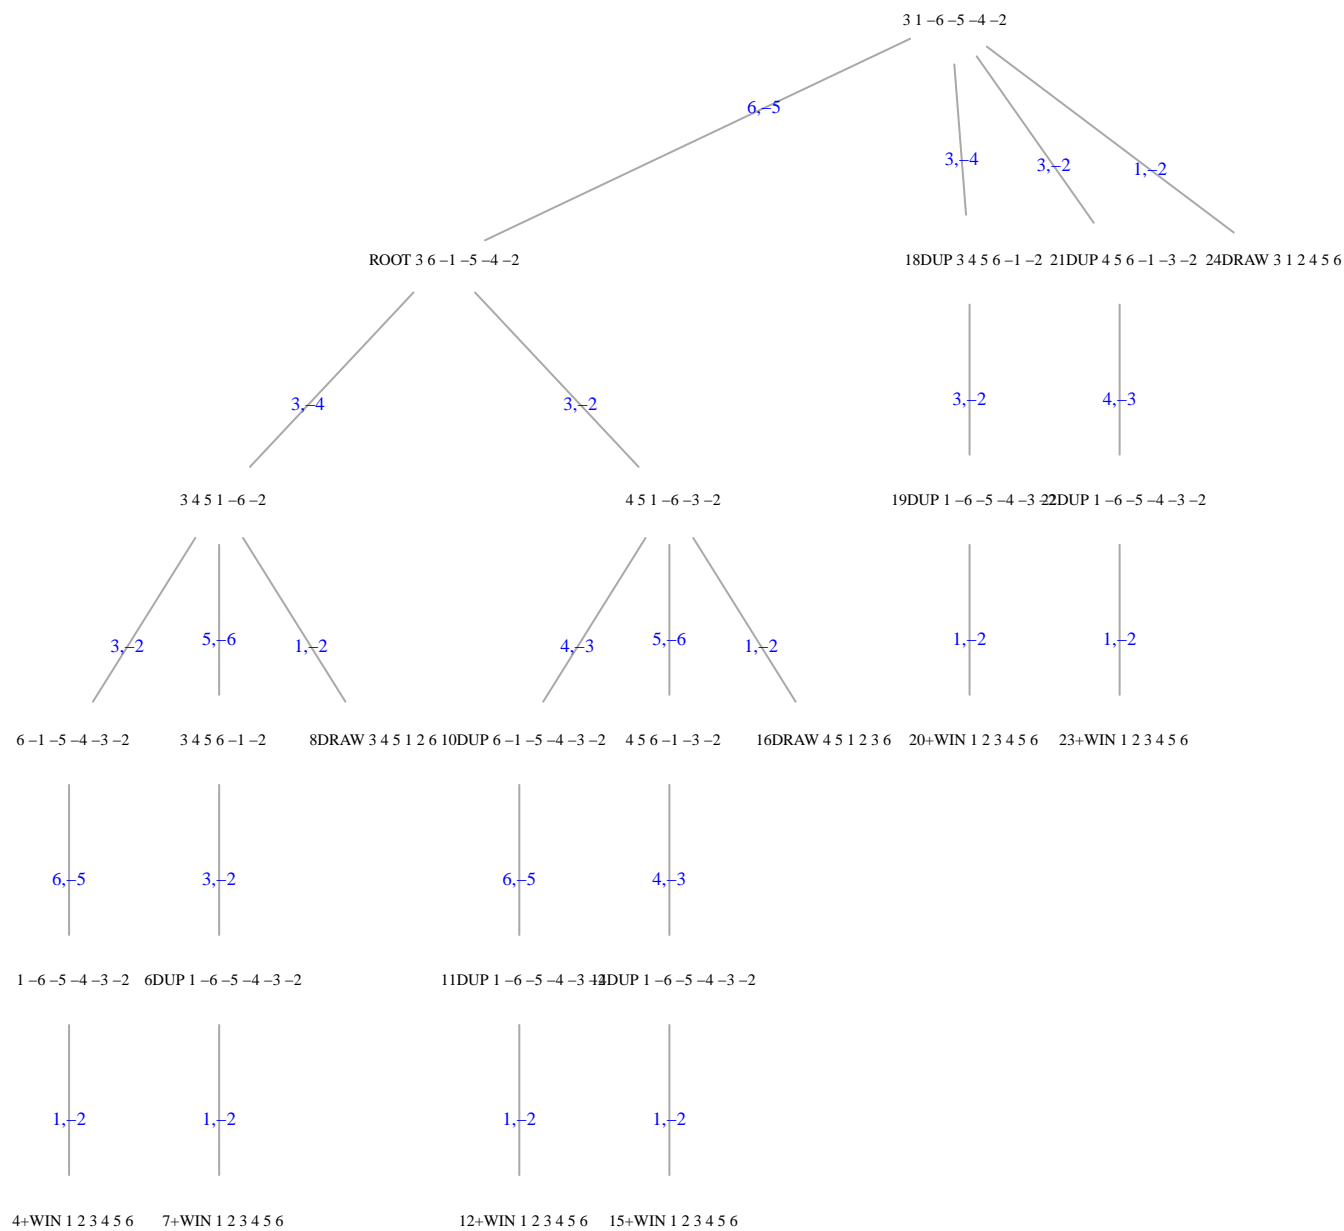 3 1 –6 –5 –4 –2
6,–5
3,–4
3,–2
1,–2
ROOT 3 6 –1 –5 –4 –2
18DUP 3 4 5 6 –1 –2
21DUP 4 5 6 –1 –3 –2
24DRAW 3 1 2 4 5 6
3,–4
3,–2
3,–2
4,–3
3 4 5 1 –6 –2
4 5 1 –6 –3 –2
19DUP 1 –6 –5 –4 –3 –2
22DUP 1 –6 –5 –4 –3 –2
3,–2
5,–6
1,–2
4,–3
5,–6
1,–2
1,–2
1,–2
6 –1 –5 –4 –3 –2
3 4 5 6 –1 –2
8DRAW 3 4 5 1 2 6
10DUP 6 –1 –5 –4 –3 –2
4 5 6 –1 –3 –2
16DRAW 4 5 1 2 3 6
20+WIN 1 2 3 4 5 6
23+WIN 1 2 3 4 5 6
6,–5
3,–2
6,–5
4,–3
1 –6 –5 –4 –3 –2
6DUP 1 –6 –5 –4 –3 –2
11DUP 1 –6 –5 –4 –3 –2
14DUP 1 –6 –5 –4 –3 –2
1,–2
1,–2
1,–2
1,–2
4+WIN 1 2 3 4 5 6
7+WIN 1 2 3 4 5 6
12+WIN 1 2 3 4 5 6
15+WIN 1 2 3 4 5 6